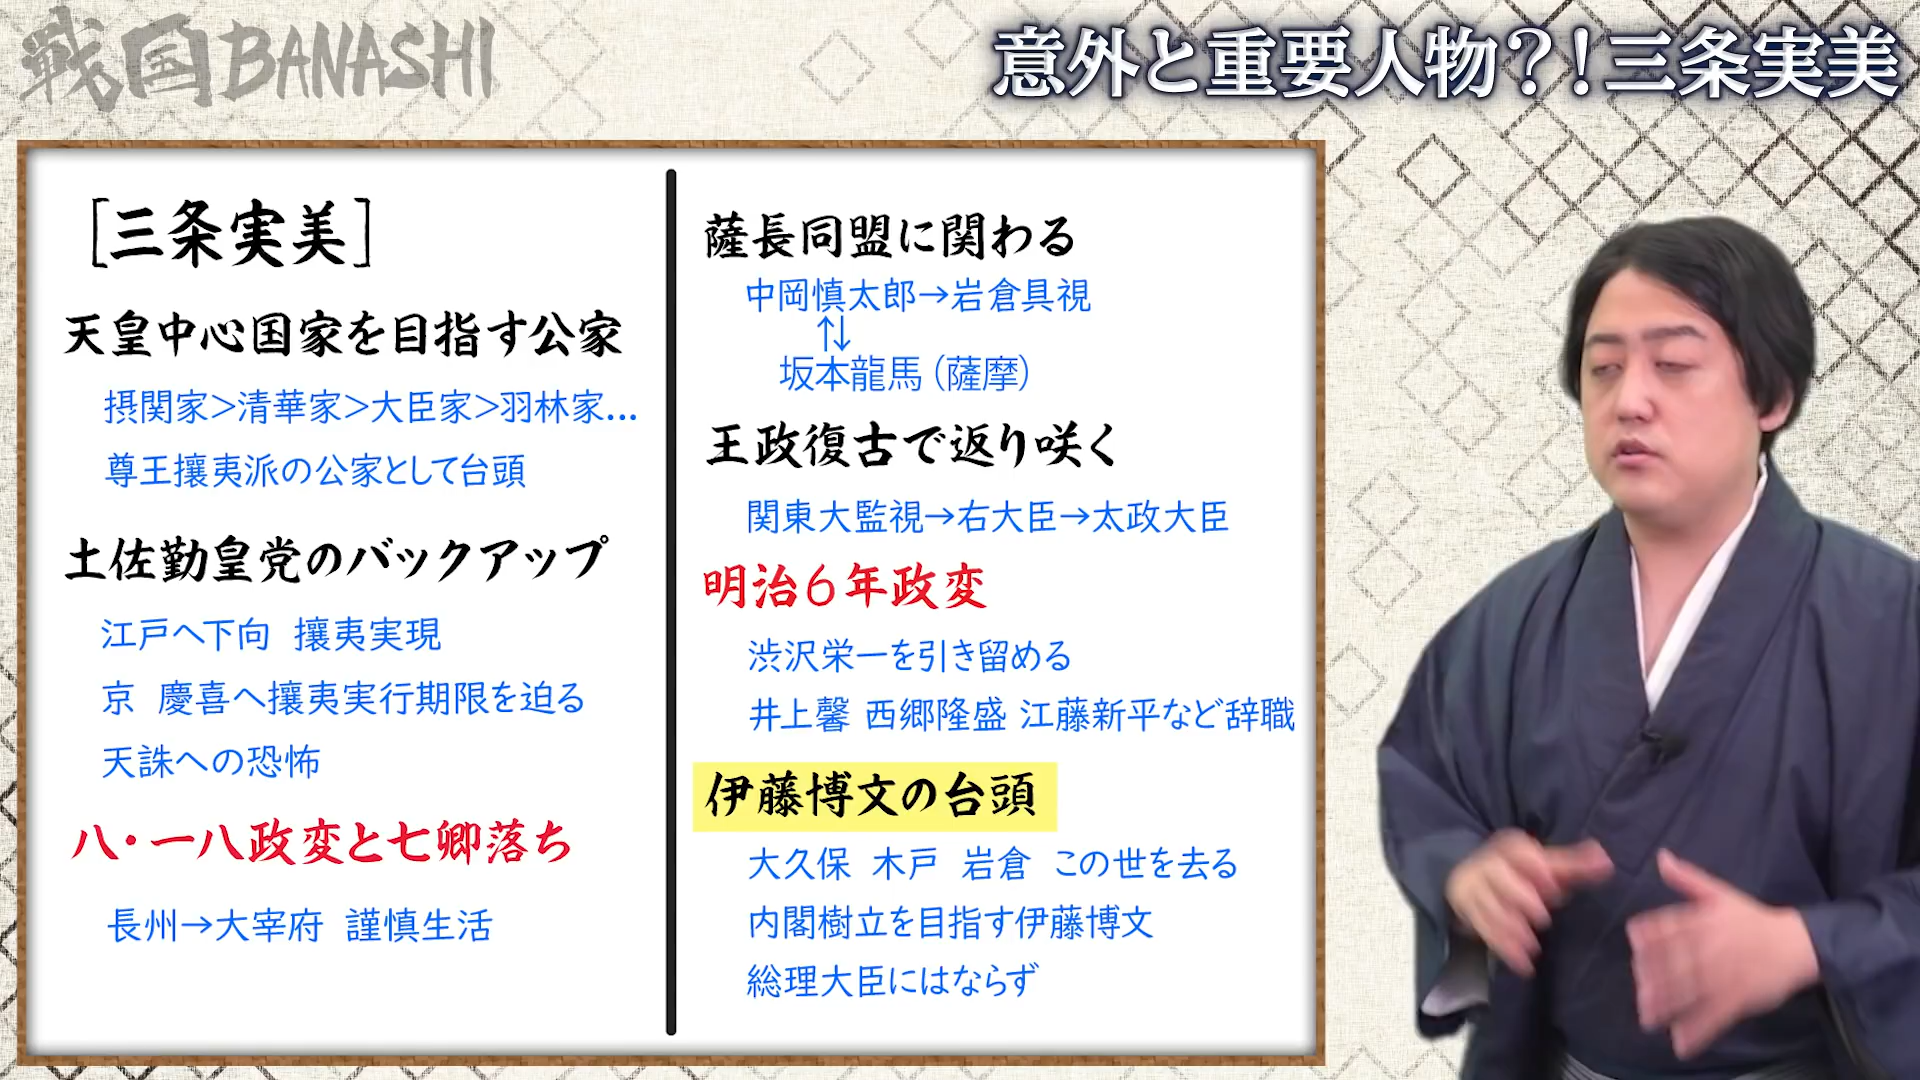 戦国BANASHI
意外と重要人物?!三条実美
[三条実美]
天皇中心国家を目指す公家
摂関家>清華家>大臣家>羽林家…
尊王攘夷派の公家として台頭
土佐勤皇党のバックアップ
江戸へ下向 攘夷実現
京 慶喜へ攘夷実行期限を迫る
天誅への恐怖
八・一八政変と七卿落ち
長州→大宰府 謹慎生活
薩長同盟に関わる
中岡慎太郎→岩倉具視
↑↓
坂本龍馬(薩摩)
王政復古で返り咲く
関東大監視→右大臣→太政大臣
明治6年政変
渋沢栄一を引き留める
井上馨 西郷隆盛 江藤新平など辞職
伊藤博文の台頭
大久保 木戸 岩倉 この世を去る
内閣樹立を目指す伊藤博文
総理大臣にはならず